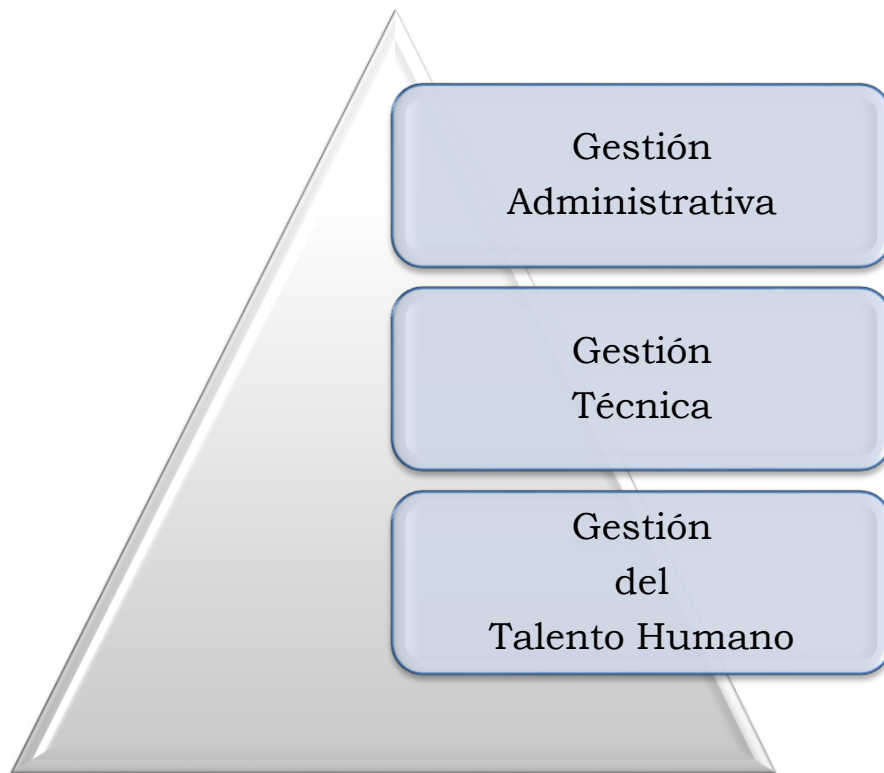 Gestión
Administrativa
Gestión
Técnica
Gestión
del
Talento Humano